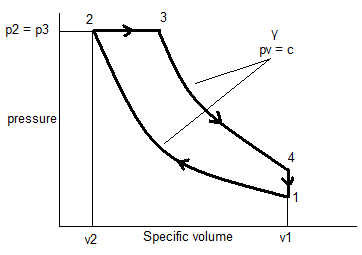 2
3
p2 = p3
γ
pv = c
pressure
4
1
v2
Specific volume
v1